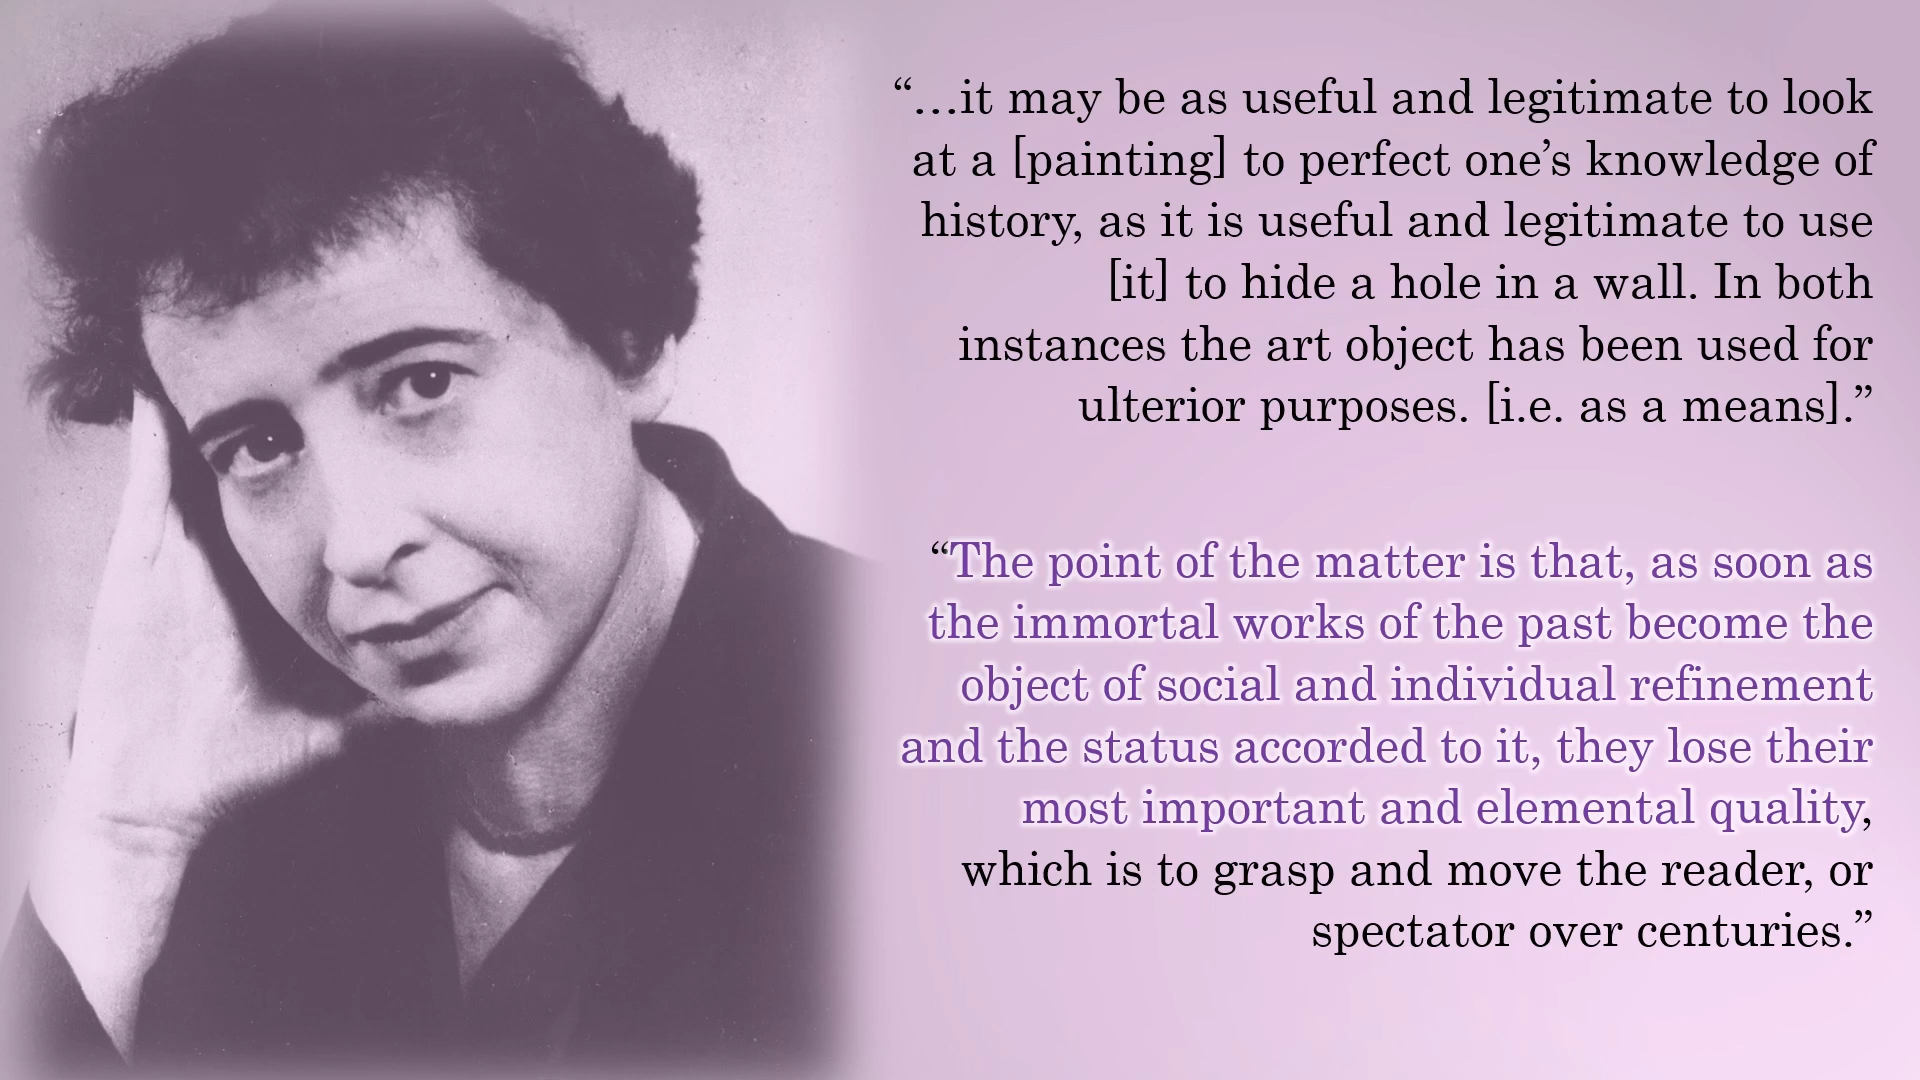 “…it may be as useful and legitimate to look
at a [painting] to perfect one’s knowledge of
history, as it is useful and legitimate to use
[it] to hide a hole in a wall. In both
instances the art object has been used for
ulterior purposes. [i.e. as a means].”
“The point of the matter is that, as soon as
the immortal works of the past become the
object of social and individual refinement
and the status accorded to it, they lose their
most important and elemental quality,
which is to grasp and move the reader, or
spectator over centuries.”